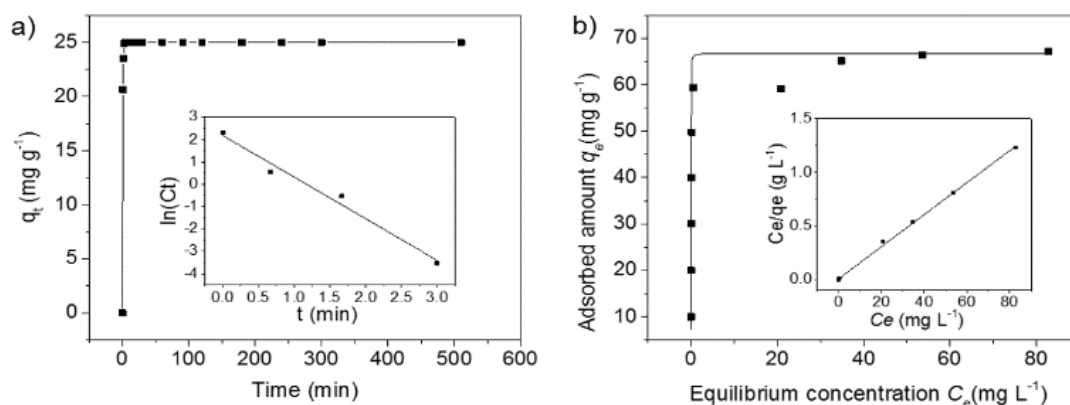 a)
q_t (mg g⁻¹)
25
20
15
10
5
0
0 100 200 300 400 500 600
Time (min)
ln(Ct)
3
2
1
0
-1
-2
-3
-4
0.0 0.5 1.0 1.5 2.0 2.5 3.0
t (min)
b)
Adsorbed amount q_e(mg g⁻¹)
70
60
50
40
30
20
10
0 20 40 60 80
Equilibrium concentration C_e(mg L⁻¹)
Ce/qe (g L⁻¹)
1.5
1.0
0.5
0.0
0 20 40 60 80
Ce (mg L⁻¹)